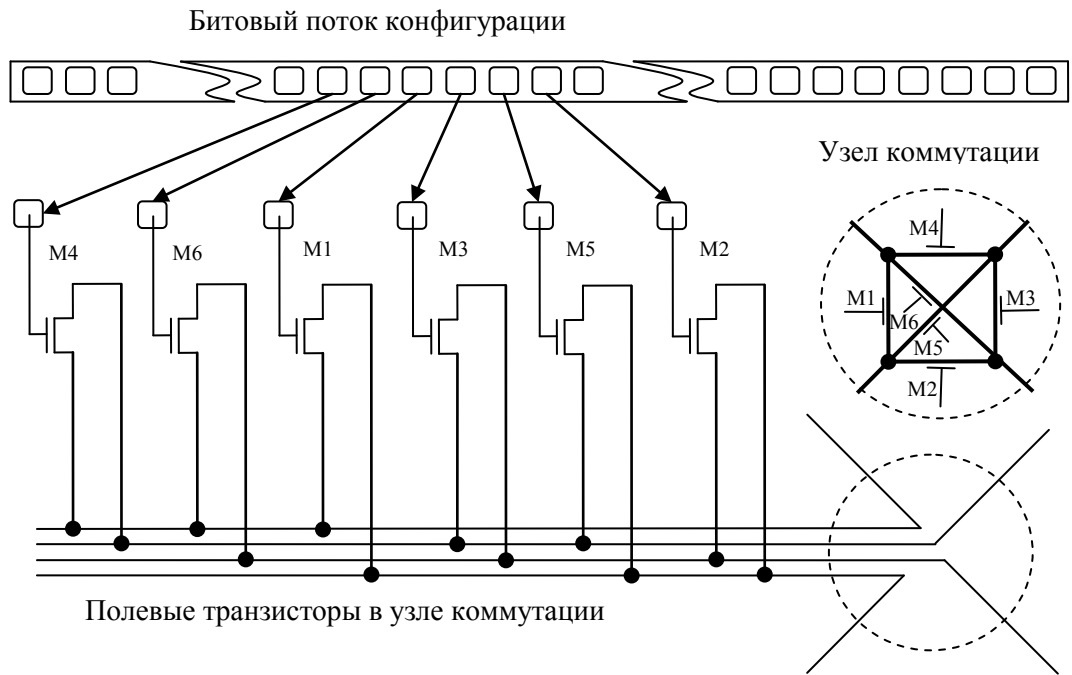 Битовый поток конфигурации
Узел коммутации
M4
M6
M1
M3
M5
M2
M4
M1
M3
M6
M5
M2
Полевые транзисторы в узле коммутации